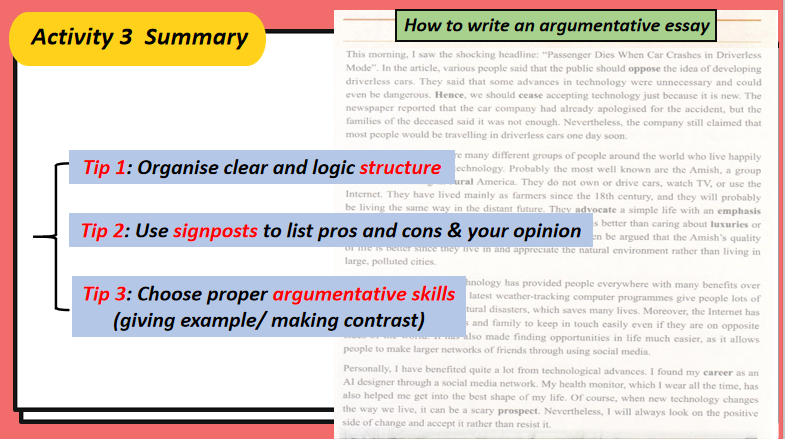 Activity 3 Summary
How to write an argumentative essay
This morning, I saw the shocking headline: “Passenger Dies When Car Crashes in Driverless
Mode”. In the article, various people said that the public should oppose the idea of developing
driverless cars. They said that some advances in technology were unnecessary and could
even be dangerous. Hence, we should cease accepting technology just because it is new. The
newspaper reported that the car company had already apologised for the accident, but the
families of the deceased said it was not enough. Nevertheless, the company still claimed that
most people would be travelling in driverless cars one day soon.
Tip 1: Organise clear and logic structure
re many different groups of people around the world who live happily
echnology. Probably the most well known are the Amish, a group
ural America. They do not own or drive cars, watch TV, or use the
Internet. They have lived mainly as farmers since the 18th century, and they will probably
be living the same way in the distant future. They advocate a simple life with an emphasis
Tip 2: Use signposts to list pros and cons & your opinion
s better than caring about luxuries or
en be argued that the Amish’s quality
of life is better since they live in and appreciate the natural environment rather than living in
large, polluted cities.
Tip 3: Choose proper argumentative skills
(giving example/ making contrast)
hnology has provided people everywhere with many benefits over
latest weather-tracking computer programmes give people lots of
tural disasters, which saves many lives. Moreover, the Internet has
s and family to keep in touch easily even if they are on opposite
also made finding opportunities in life much easier, as it allows
people to make larger networks of friends through using social media.
Personally, I have benefited quite a lot from technological advances. I found my career as an
AI designer through a social media network. My health monitor, which I wear all the time, has
also helped me get into the best shape of my life. Of course, when new technology changes
the way we live, it can be a scary prospect. Nevertheless, I will always look on the positive
side of change and accept it rather than resist it.